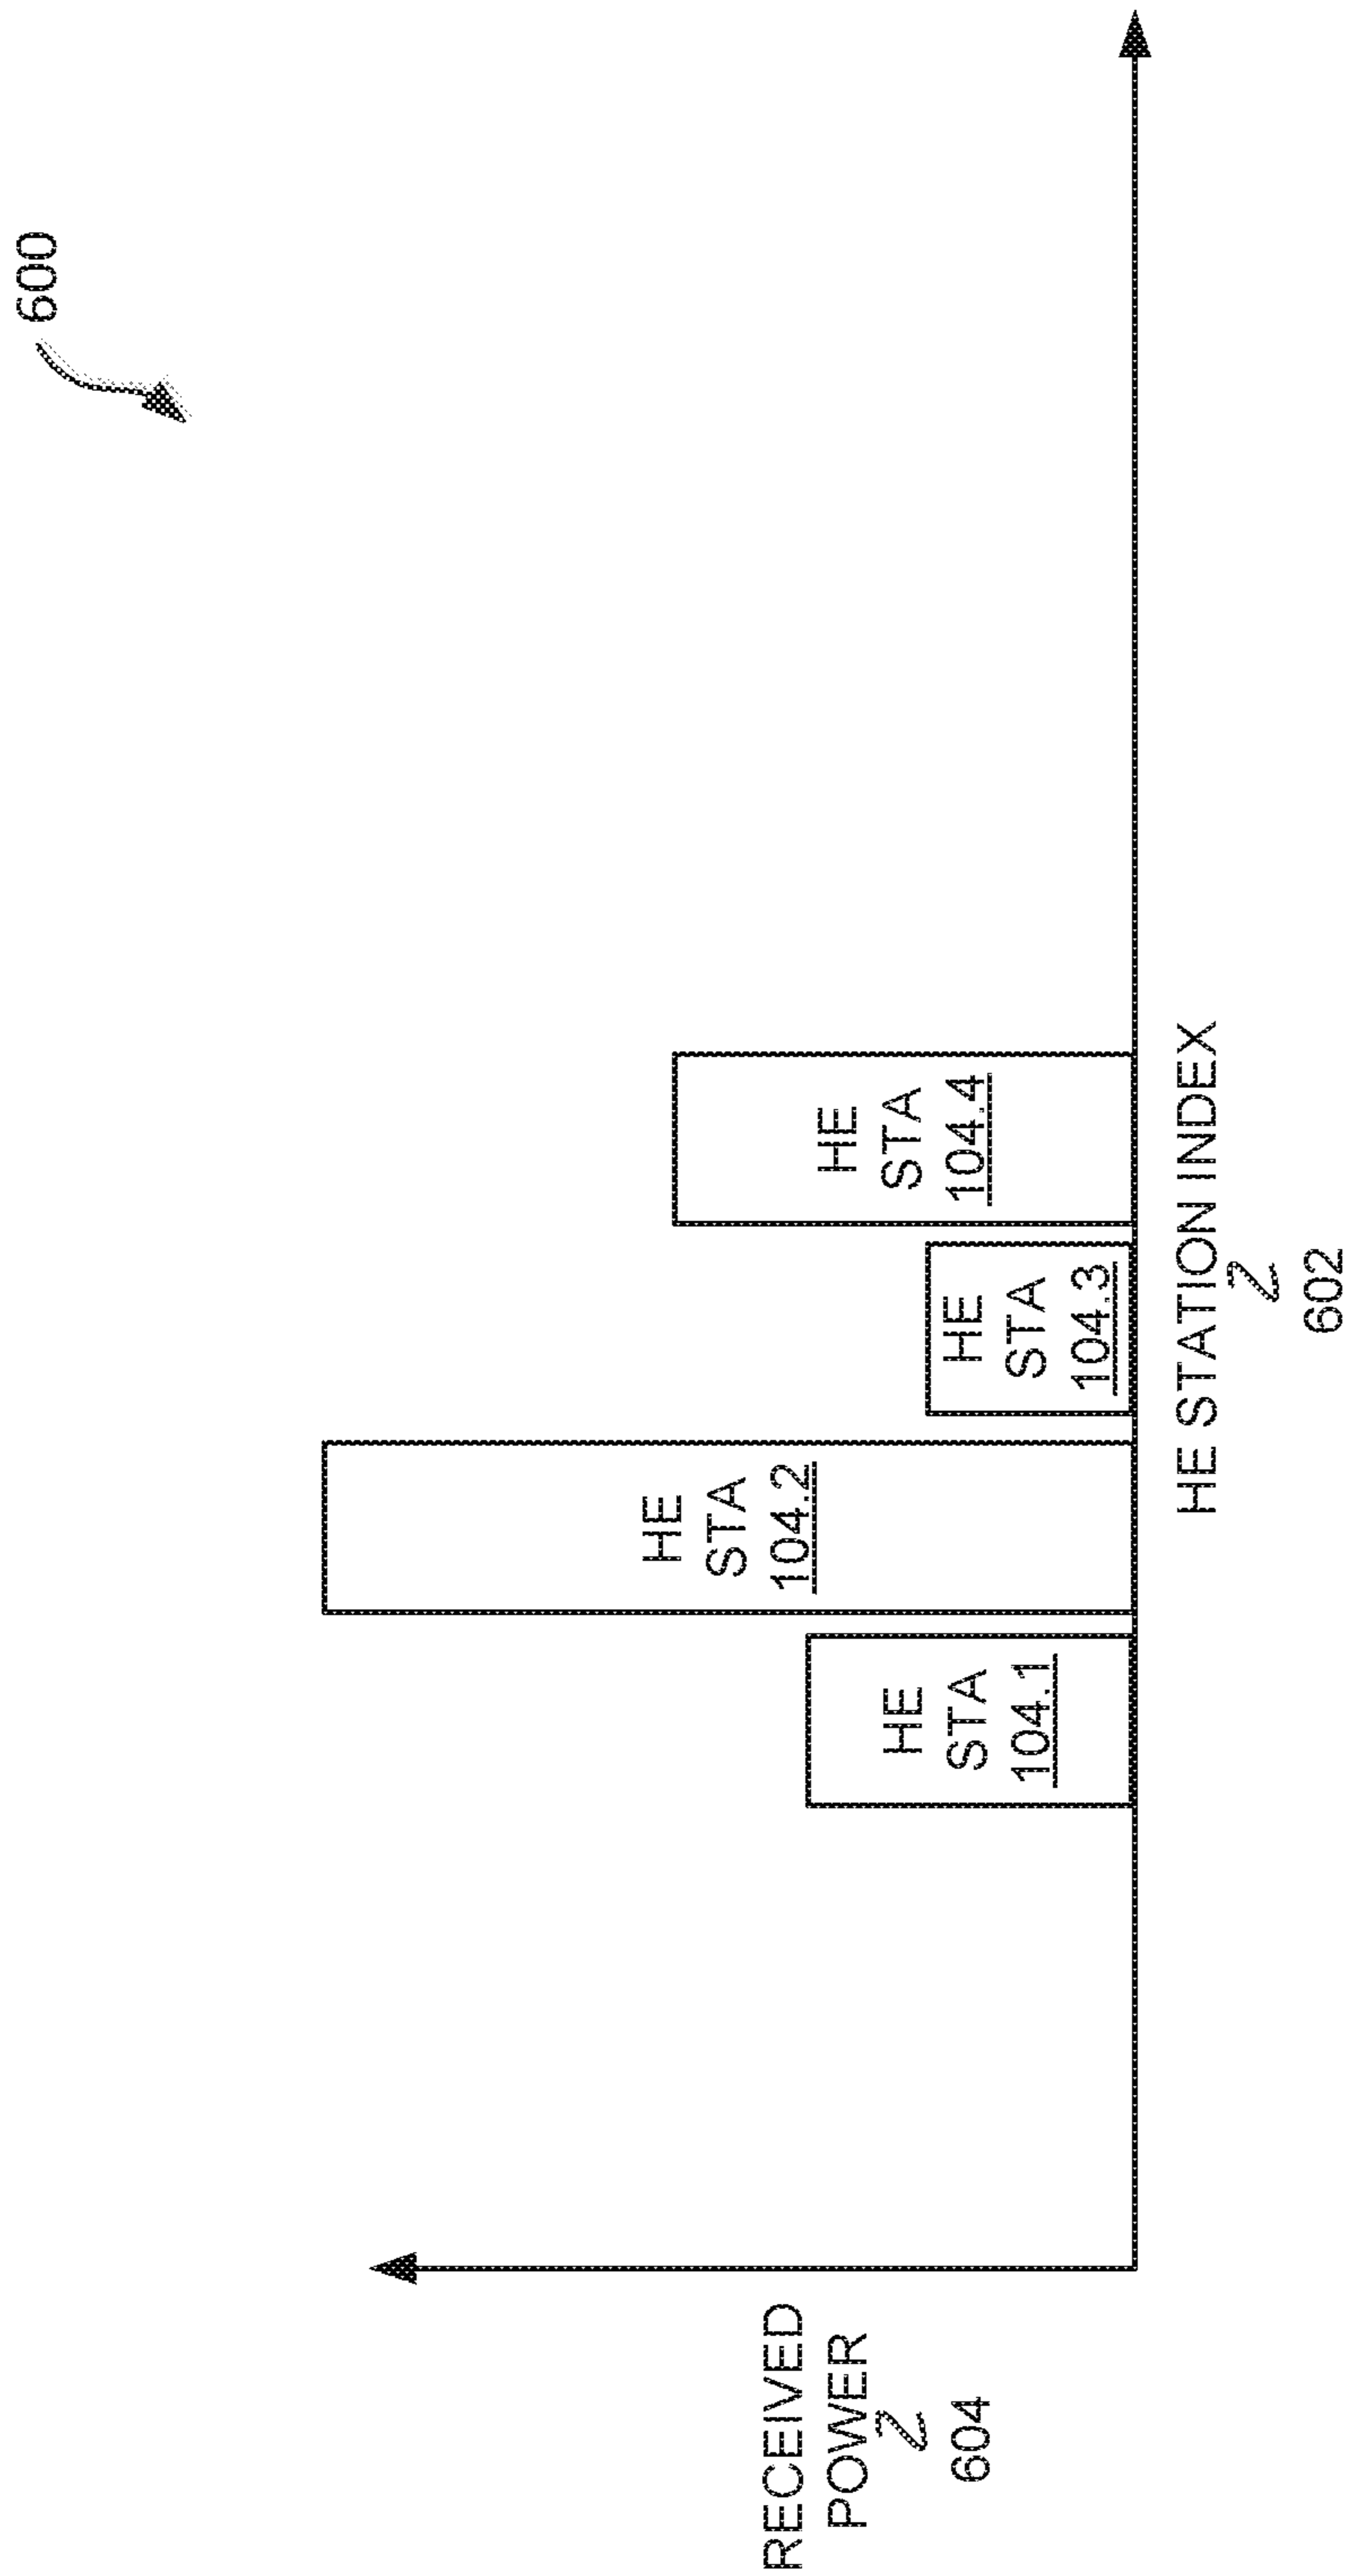 600
RECEIVED
POWER
604
HE
STA
104.1
HE
STA
104.2
HE
STA
104.3
HE
STA
104.4
HE STATION INDEX
602